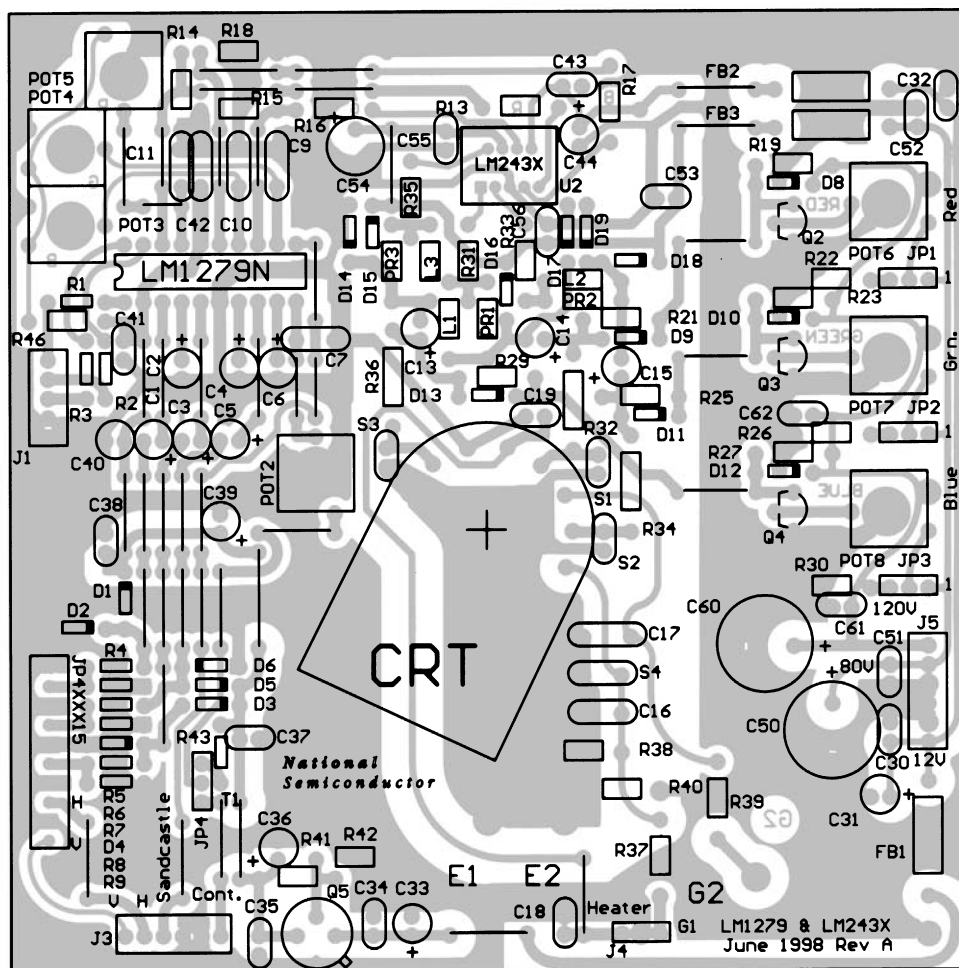 R14
R18
POT5
POT4
R15
R16
C11
C9
POT3
C42
C10
LM1279N
R1
R46
C41
R3
J1
R2
C1
C2
C3
C4
C5
C6
C7
C40
C38
C39
POT2
C54
C55
R13
C43
R17
LM243X
U2
C44
C53
R35
D14
D15
PR3
L3
R31
D16
R33
C56
D17
D19
L2
PR2
D18
L1
PR1
C13
C14
R36
D13
R29
C19
C15
R21
D9
D11
S3
R32
S1
R34
S2
FB2
FB3
C32
C52
R19
D8
RED
Q2
Red
POT6
JP1
1
R22
R23
D10
GREEN
Q3
Grn.
POT7
JP2
1
R25
C62
R26
R27
D12
BLUE
Q4
Blue
POT8
JP3
1
R30
C60
C61
120V
J5
80V
C51
C50
C30
12V
C31
FB1
CRT
C17
S4
C16
R38
R40
R39
G2
R37
G2
D1
D2
R4
JP4XXX15
D6
D5
D3
R43
C37
National
Semiconductor
R5
R6
R7
D4
R8
R9
H
V
H
Sandcastle
JP4
T1
Cont.
C36
R41
R42
J3
C35
Q5
C34
C33
E1
E2
C18
Heater
J4
G1
LM1279 & LM243X
June 1998 Rev A